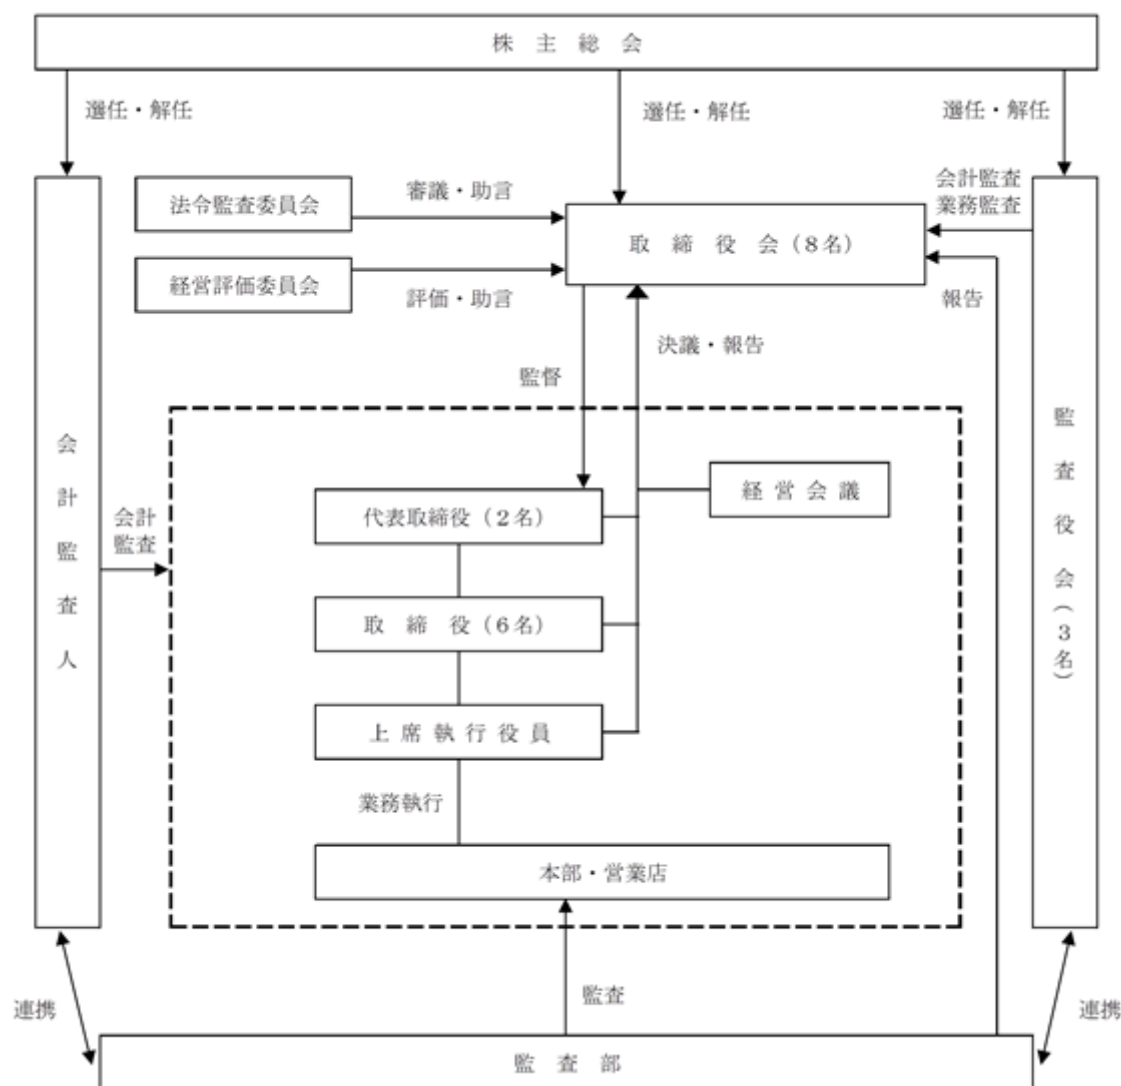 株 主 総 会
選任・解任
選任・解任
選任・解任
法令監査委員会
審議・助言
取 締 役 会（8名）
会計監査
業務監査
経営評価委員会
評価・助言
報告
監督
決議・報告
会計監査人
会計
監査
監査役会（3名）
経 営 会 議
代表取締役（2名）
取 締 役（6名）
上 席 執 行 役 員
業務執行
本部・営業店
連携
監査
連携
監 査 部